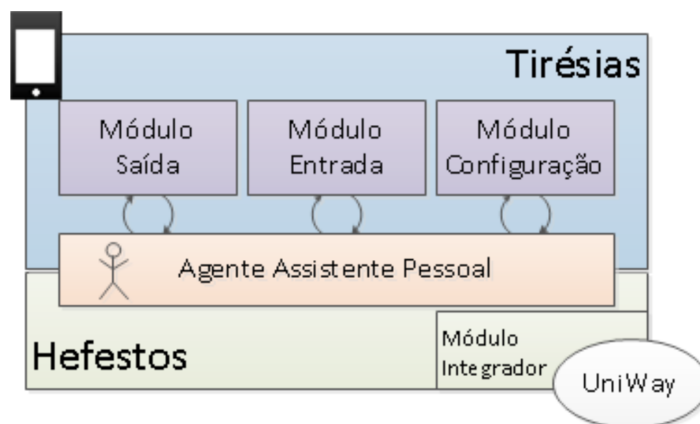 Tirésias
Módulo
Saída
Módulo
Entrada
Módulo
Configuração
Agente Assistente Pessoal
Hefestos
Módulo
Integrador
UniWay